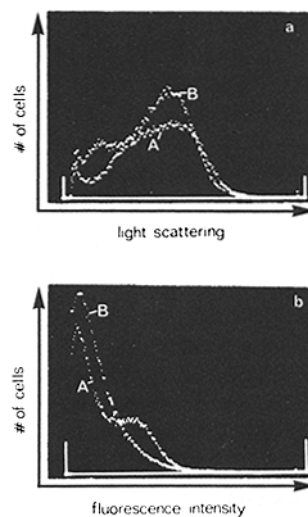 a
B
A
# of cells
light scattering
b
B
A
# of cells
fluorescence intensity